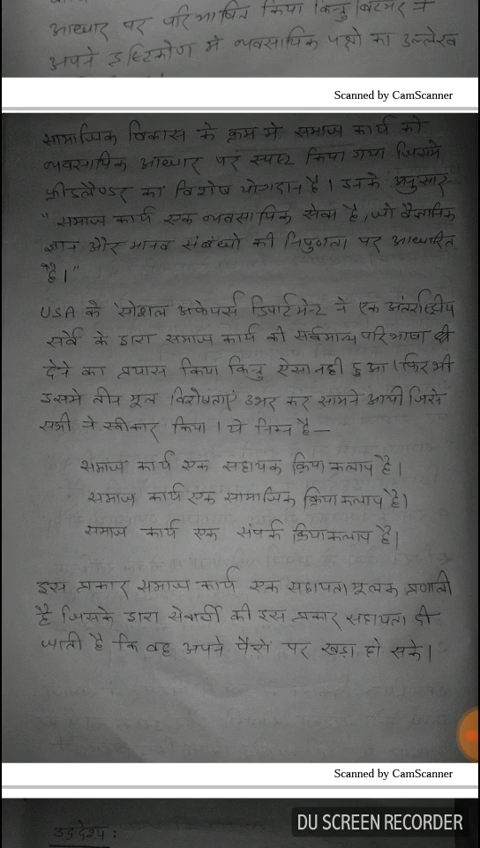 आधार पर परिभाषित किया किन्तु विटमर ने
अपने दृष्टिकोण में व्यवसायिक पक्षों का उल्लेख
Scanned by CamScanner
सामाजिक विकास के क्रम में समाज कार्य को
व्यवसायिक आधार पर स्पष्ट किया गया जिसमें
फ्रीडलैण्डर का विशेष योगदान है। इनके अनुसार-
"समाज कार्य एक व्यवसायिक सेवा है, जो वैज्ञानिक
ज्ञान और मानव संबंधो की निपुणता पर आधारित
है।"
USA के सोशल अफेयर्स डिपार्टमेन्ट ने एक अंतर्राष्ट्रीय
सर्वे के द्वारा समाज कार्य की सर्वमान्य परिभाषा
देने का प्रयास किया किन्तु ऐसा नही हुआ। फिर भी
इसमे तीन मूल विशेषताएं उभर कर सामने आयी जिसे
सभी ने स्वीकार किया। ये निम्न है—
समाज कार्य एक सहायक क्रिया कलाप है।
समाज कार्य एक सामाजिक क्रियाकलाप है।
समाज कार्य एक संपर्क क्रियाकलाप है।
इस प्रकार समाज कार्य एक सहायता मूलक प्रणाली
है जिसके द्वारा सेवार्थी की इस प्रकार सहायता दी
जाती है कि वह अपने पैरों पर खड़ा हो सके।
Scanned by CamScanner
DU SCREEN RECORDER
उद्देश्य :